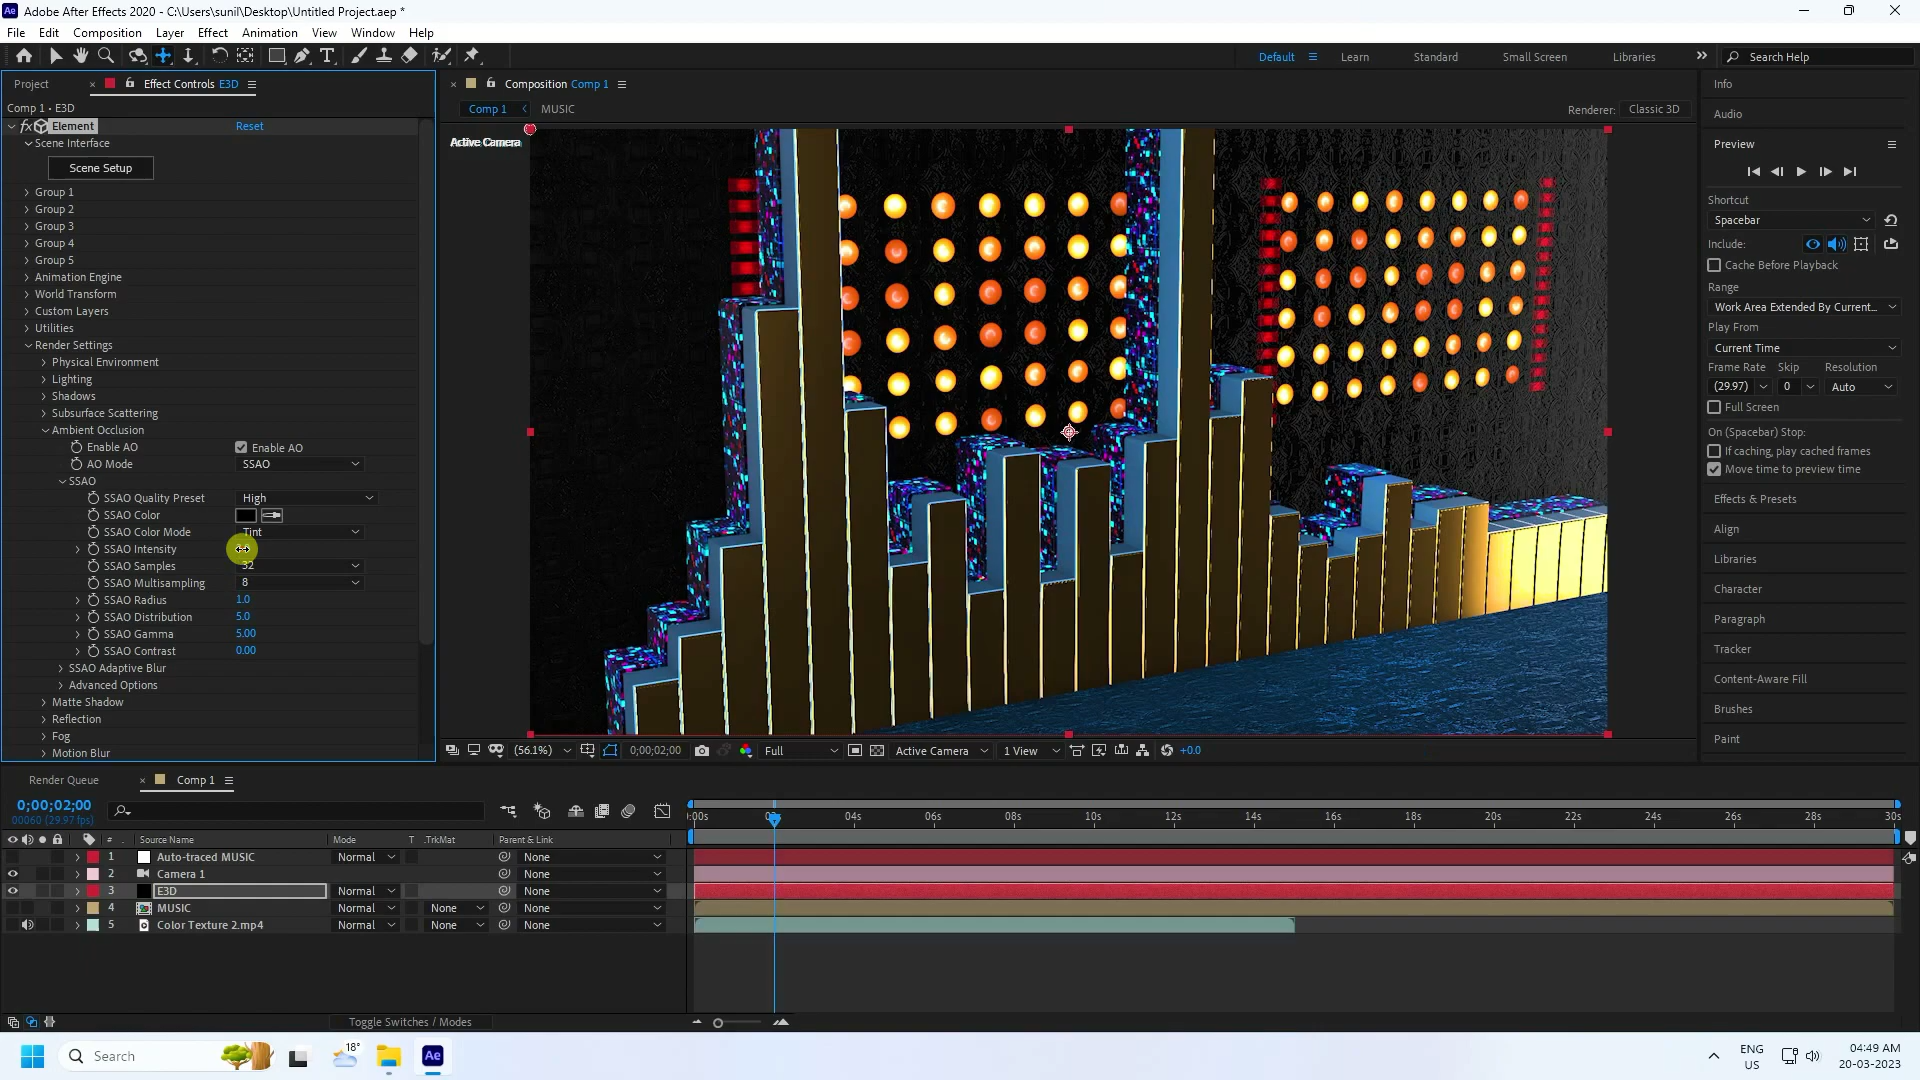 Adobe After Effects 2020 - C:\Users\sunil\Desktop\Untitled Project.aep *
File Edit Composition Layer Effect Animation View Window Help
Default Learn Standard Small Screen Libraries Search Help
Project Effect Controls E3D
Composition Comp 1
Info
Comp 1 • E3D
Comp 1 MUSIC
Renderer: Classic 3D
Audio
fx Element Reset
Active Camera
Scene Interface
Preview
Scene Setup
Group 1
Group 2
Group 3
Group 4
Group 5
Animation Engine
World Transform
Custom Layers
Utilities
Render Settings
Physical Environment
Lighting
Shadows
Subsurface Scattering
Ambient Occlusion
Enable AO Enable AO
AO Mode SSAO
SSAO
SSAO Quality Preset High
SSAO Color
SSAO Color Mode Tint
SSAO Intensity
SSAO Samples 32
SSAO Multisampling 8
SSAO Radius 1.0
SSAO Distribution 5.0
SSAO Gamma 5.00
SSAO Contrast 0.00
SSAO Adaptive Blur
Advanced Options
Matte Shadow
Reflection
Fog
Motion Blur
Shortcut
Spacebar
Include:
Cache Before Playback
Range
Work Area Extended By Current...
Play From
Current Time
Frame Rate Skip Resolution
(29.97) 0 Auto
Full Screen
On (Spacebar) Stop:
If caching, play cached frames
Move time to preview time
Effects & Presets
Align
Libraries
Character
Paragraph
Tracker
Content-Aware Fill
Brushes
Paint
(56.1%) 0;00;02;00 Full Active Camera 1 View +0.0
Render Queue Comp 1
0;00;02;00
00060 (29.97 fps)
:00s 04s 06s 08s 10s 12s 14s 16s 18s 20s 22s 24s 26s 28s 30s
# Source Name Mode T .TrkMat Parent & Link
1 Auto-traced MUSIC Normal None
2 Camera 1 None
3 E3D Normal None
4 MUSIC Normal None None
5 Color Texture 2.mp4 Normal None None
Toggle Switches / Modes
Search
18°
Ae
ENG
US
04:49 AM
20-03-2023